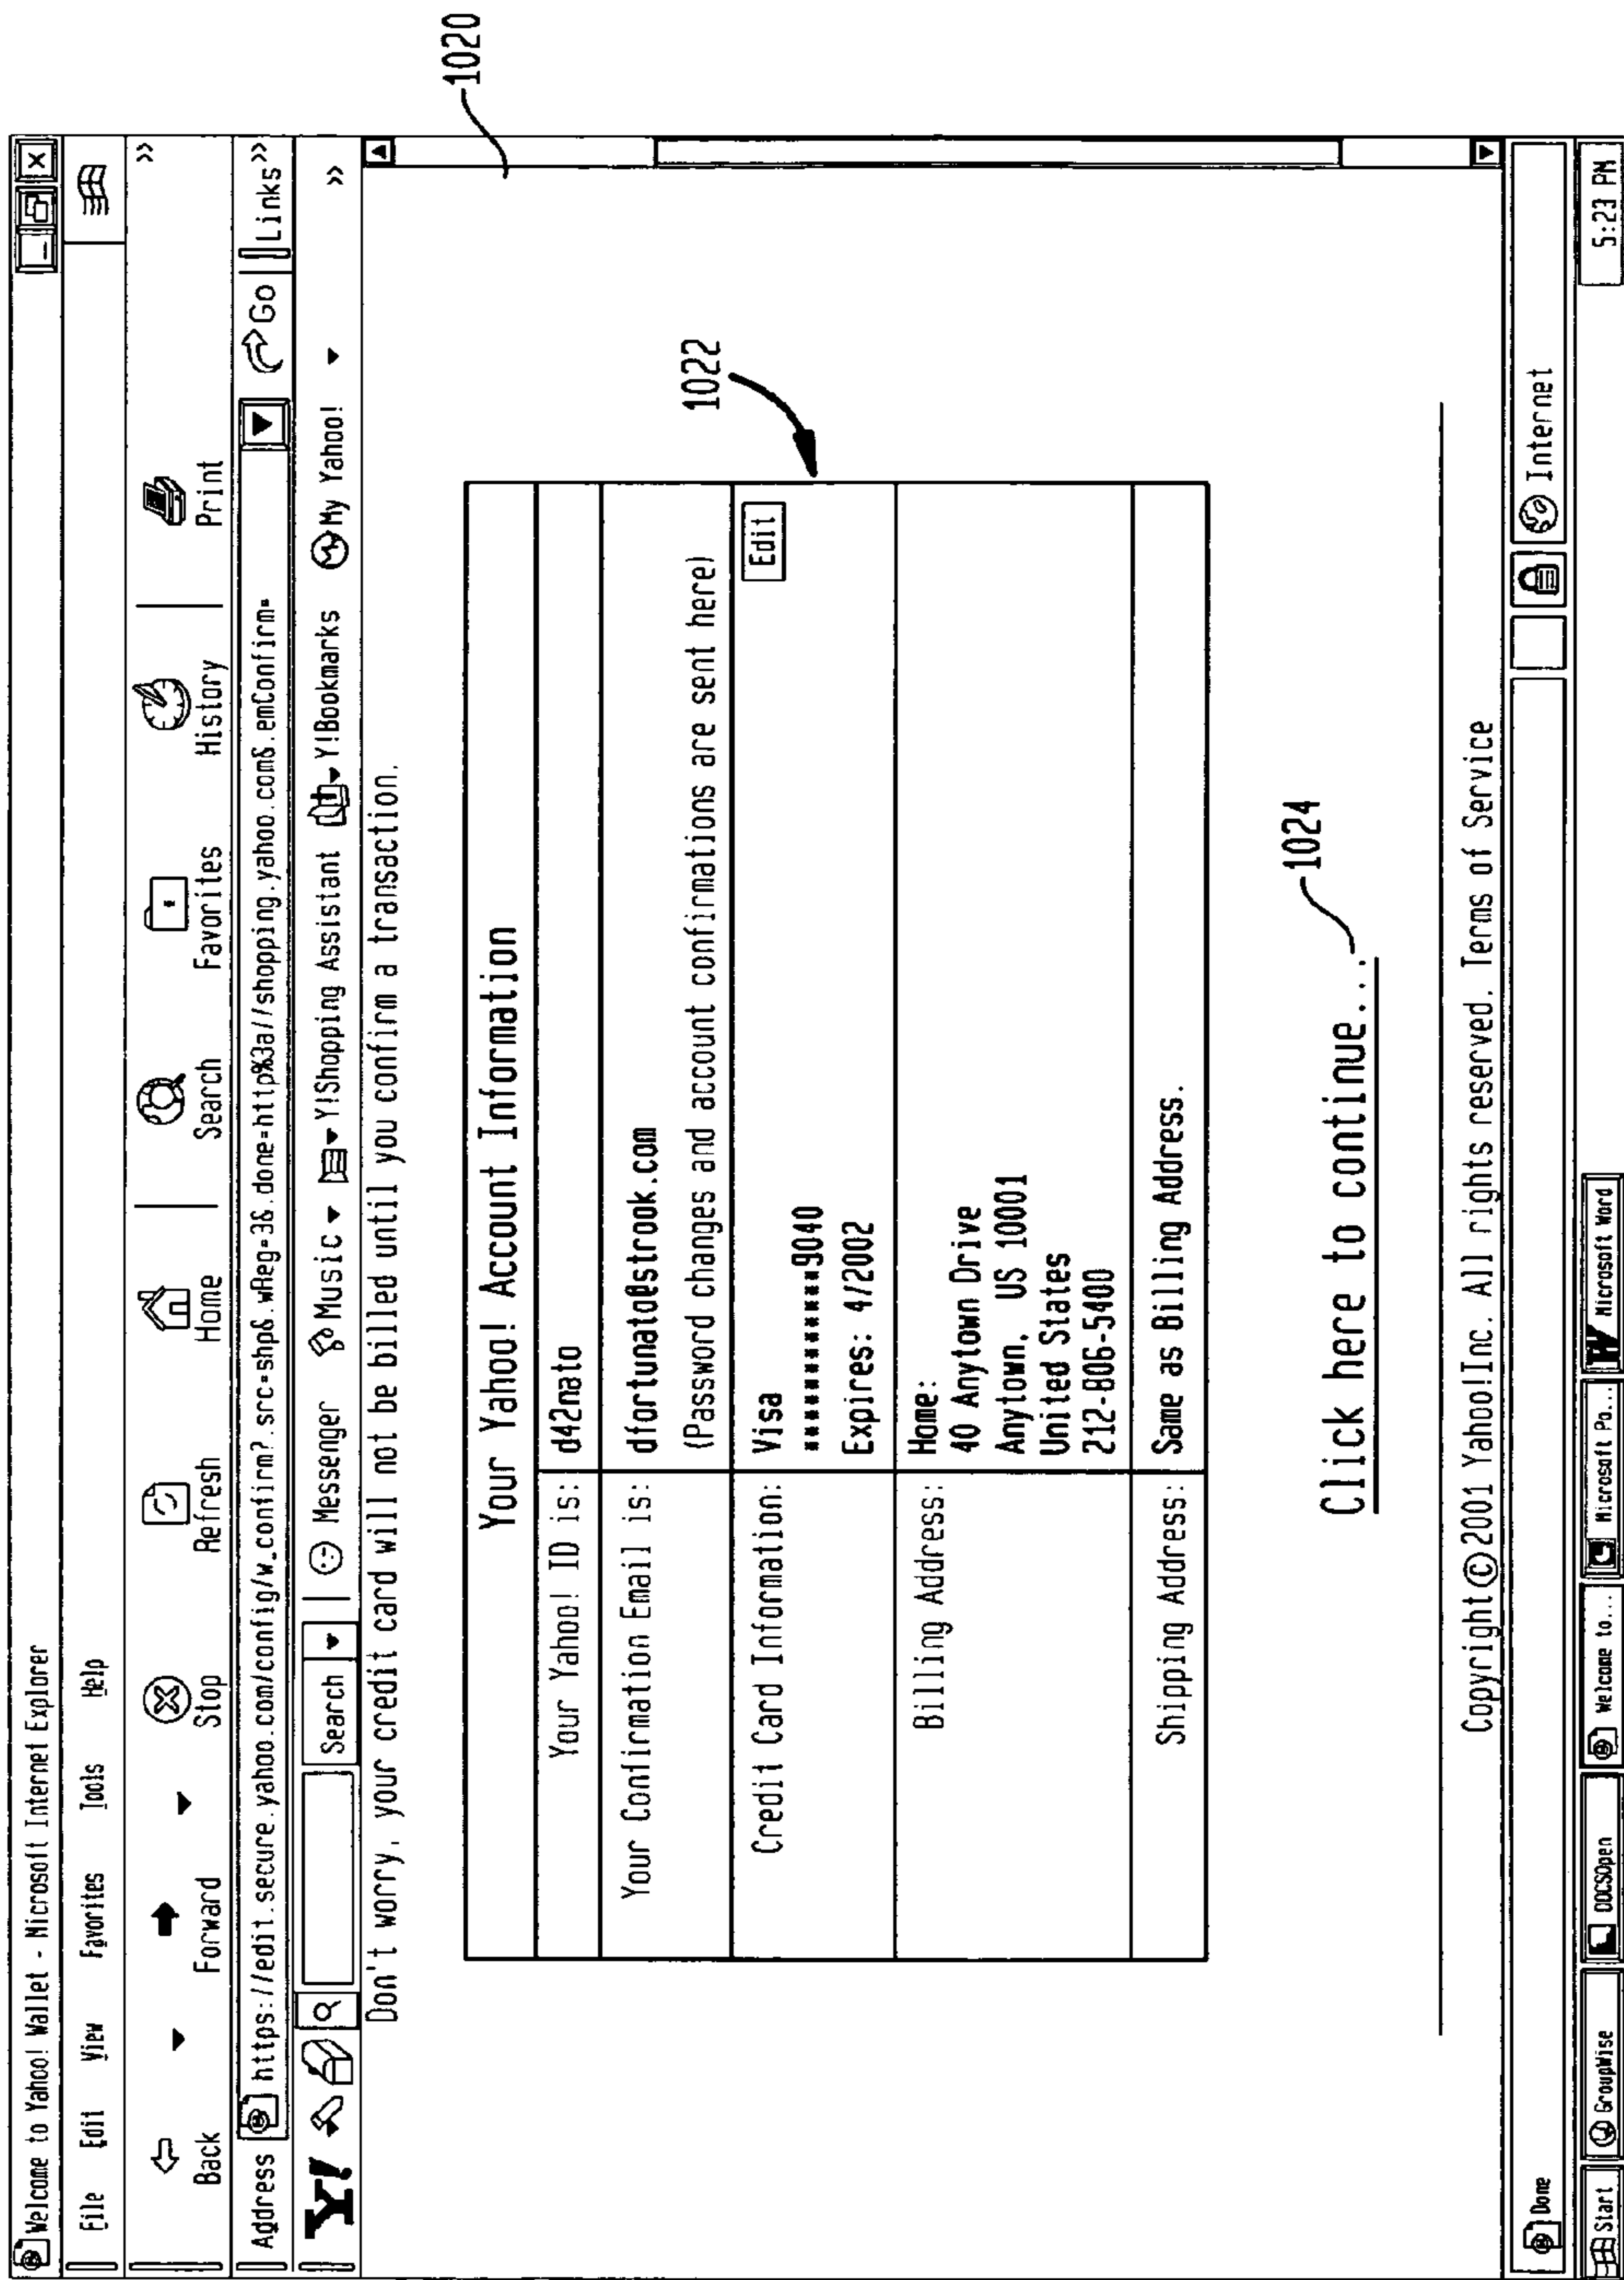 Welcome to Yahoo! Wallet - Microsoft Internet Explorer
File Edit View Favorites Tools Help
Back Forward Stop Refresh Home Search Favorites History Print »
Address https://edit.secure.yahoo.com/config/w_confirm?.src=shp&.wReg=3&.done=http%3a//shopping.yahoo.com&.emConfirm= Go Links »
Y! Search Messenger Music Y!Shopping Assistant Y!Bookmarks My Yahoo! »
Don't worry, your credit card will not be billed until you confirm a transaction.
1020
Your Yahoo! Account Information
Your Yahoo! ID is: d42nato
Your Confirmation Email is: dfortunato@strook.com
(Password changes and account confirmations are sent here)
1022
Credit Card Information: Visa Edit
************9040
Expires: 4/2002
Billing Address: Home:
40 Anytown Drive
Anytown, US 10001
United States
212-806-5400
Shipping Address: Same as Billing Address.
Click here to continue... 1024
Copyright © 2001 Yahoo!Inc. All rights reserved. Terms of Service
Done Internet
Start GroupWise DOCSOpen Welcome to... Microsoft Po... Microsoft Word 5:23 PM